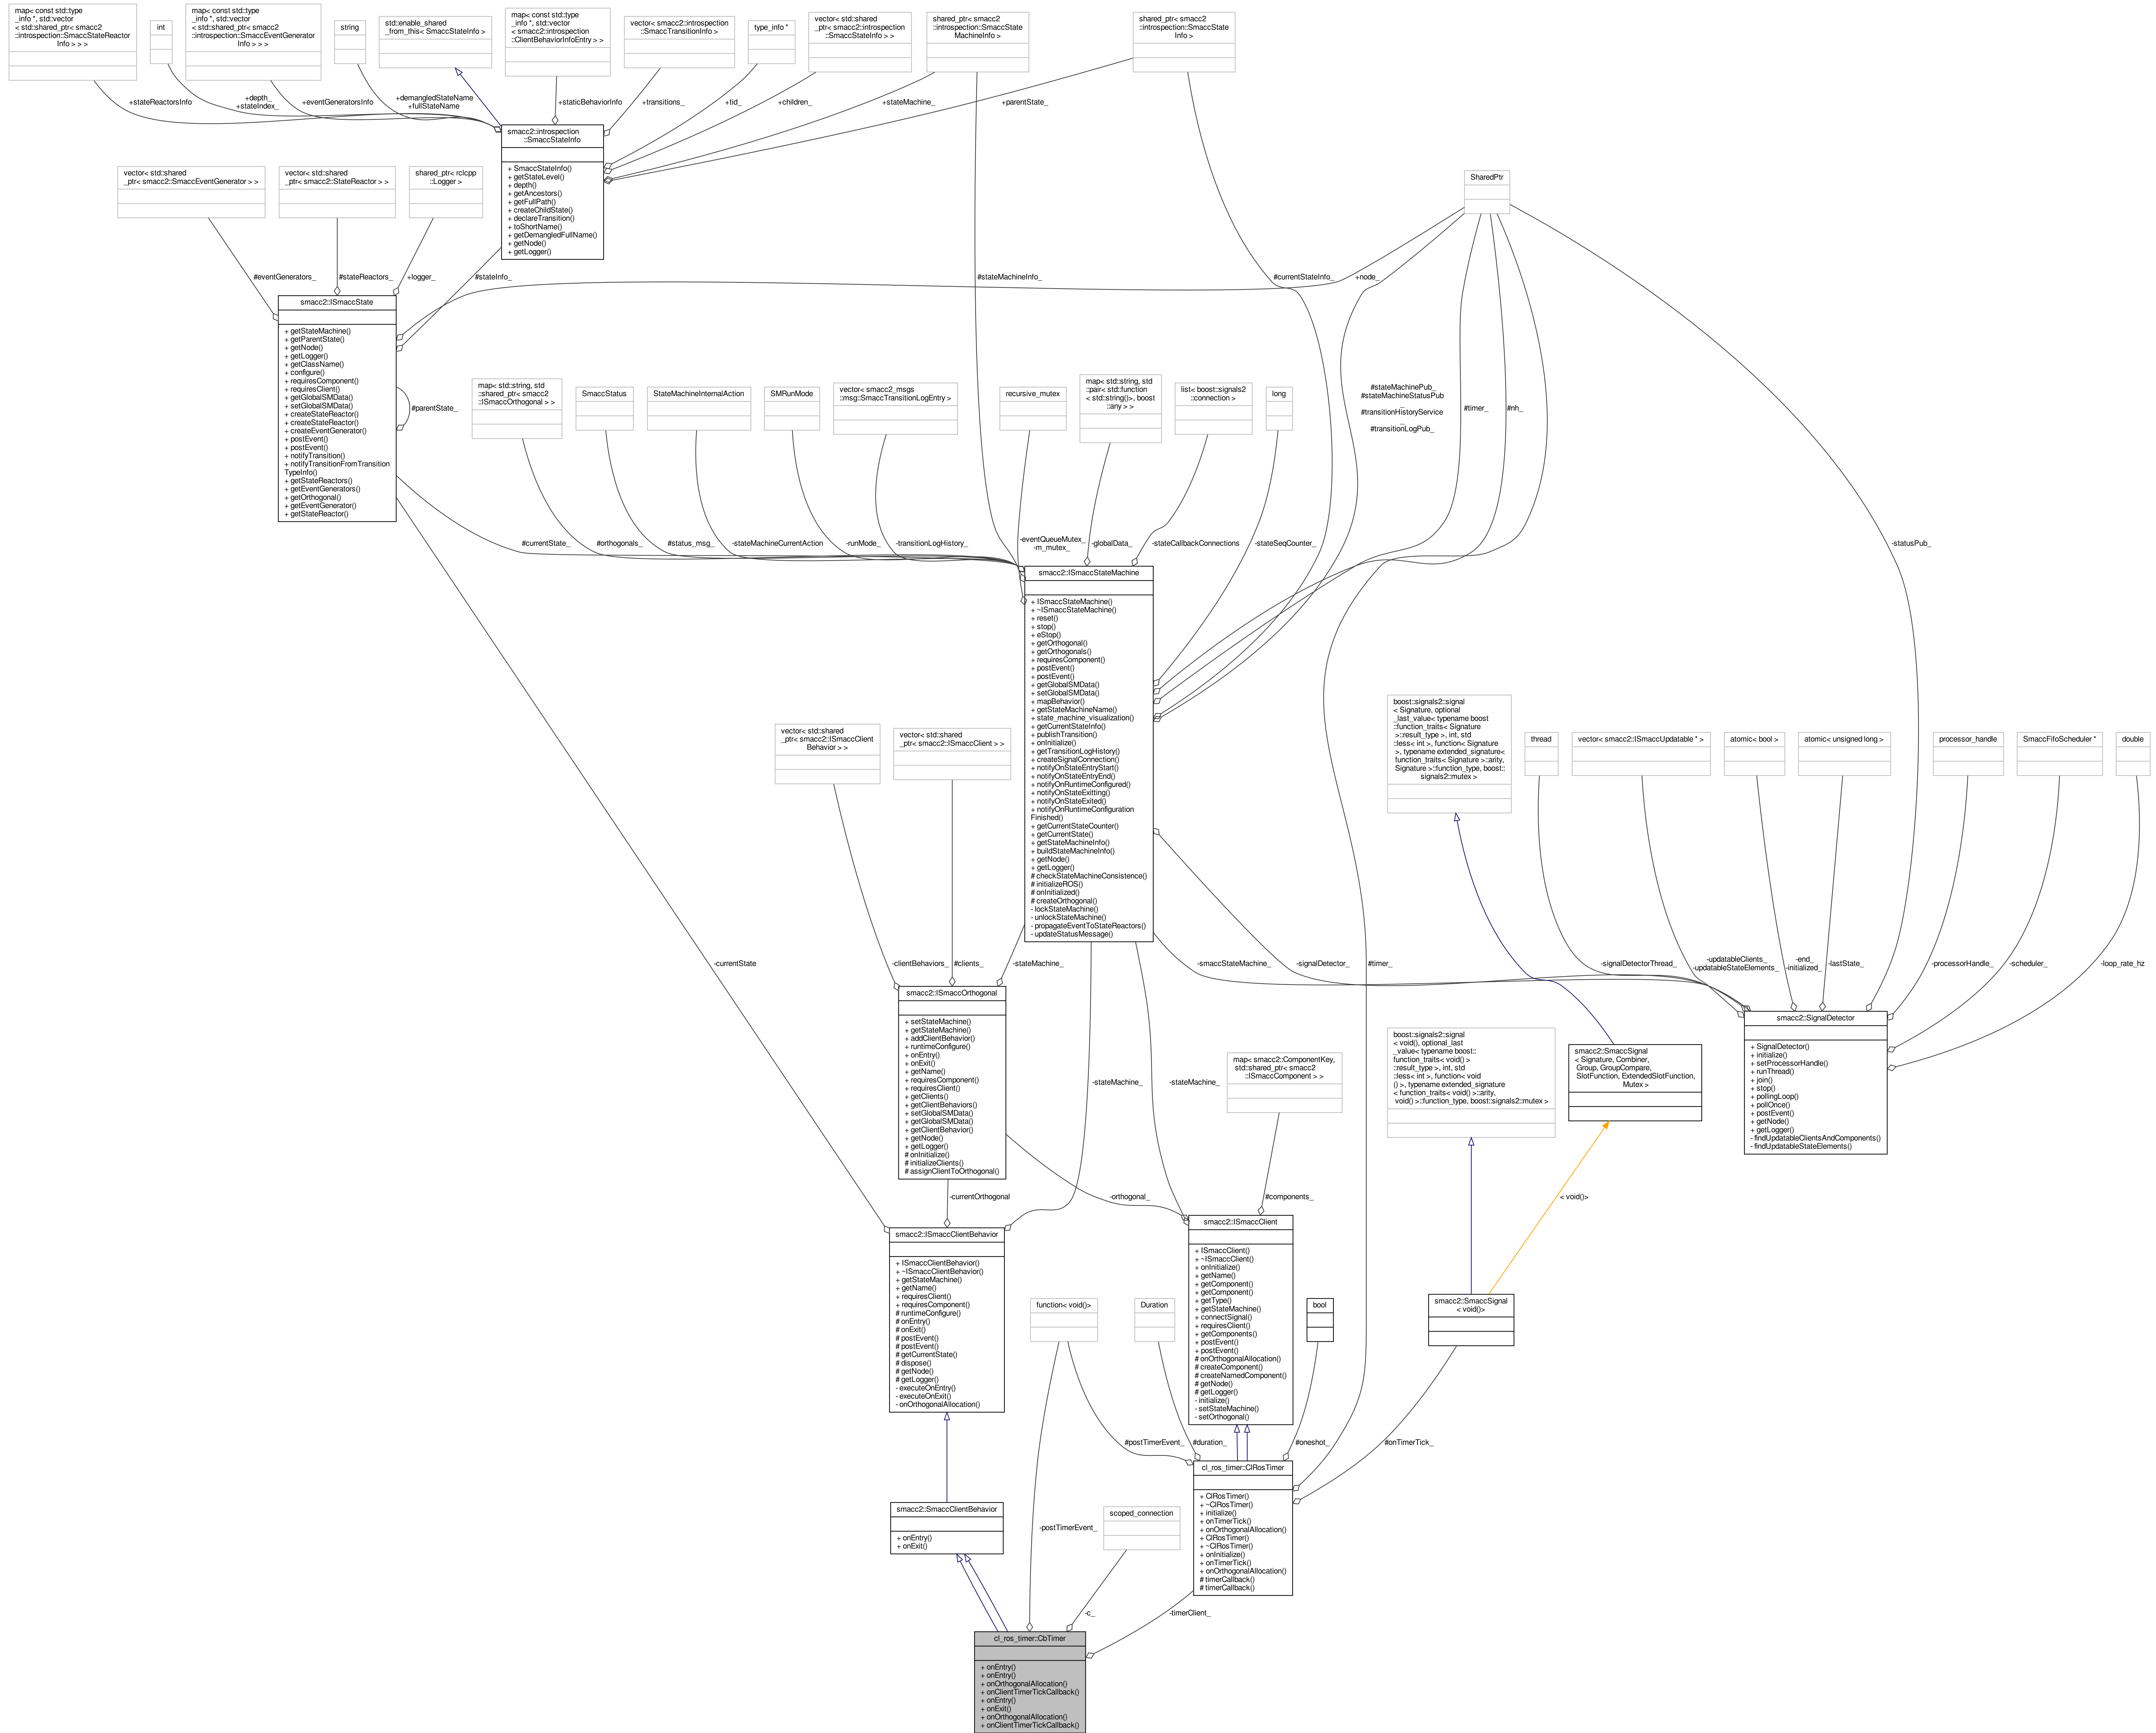 map< const std::type
_info *, std::vector
< std::shared_ptr< smacc2
::introspection::SmaccStateReactor
Info > > >
int
map< const std::type
_info *, std::vector
< std::shared_ptr< smacc2
::introspection::SmaccEventGenerator
Info > > >
string
std::enable_shared
_from_this< SmaccStateInfo >
map< const std::type
_info *, std::vector
< smacc2::introspection
::ClientBehaviorInfoEntry > >
vector< smacc2::introspection
::SmaccTransitionInfo >
type_info *
vector< std::shared
_ptr< smacc2::introspection
::SmaccStateInfo > >
shared_ptr< smacc2
::introspection::SmaccState
MachineInfo >
shared_ptr< smacc2
::introspection::SmaccState
Info >
+stateReactorsInfo
+depth_
+stateIndex_
+eventGeneratorsInfo
+demangledStateName
+fullStateName
+staticBehaviorInfo
+transitions_
+tid_
+children_
+stateMachine_
+parentState_
smacc2::introspection
::SmaccStateInfo
+ SmaccStateInfo()
+ getStateLevel()
+ depth()
+ getAncestors()
+ getFullPath()
+ createChildState()
+ declareTransition()
+ toShortName()
+ getDemangledFullName()
+ getNode()
+ getLogger()
vector< std::shared
_ptr< smacc2::SmaccEventGenerator > >
vector< std::shared
_ptr< smacc2::StateReactor > >
shared_ptr< rclcpp
::Logger >
SharedPtr
#eventGenerators_
#stateReactors_
+logger_
#stateInfo_
#stateMachineInfo_
#currentStateInfo_
+node_
smacc2::ISmaccState
+ getStateMachine()
+ getParentState()
+ getNode()
+ getLogger()
+ getClassName()
+ configure()
+ requiresComponent()
+ requiresClient()
+ getGlobalSMData()
+ setGlobalSMData()
+ createStateReactor()
+ createStateReactor()
+ createEventGenerator()
+ postEvent()
+ postEvent()
+ notifyTransition()
+ notifyTransitionFromTransition
TypeInfo()
+ getStateReactors()
+ getEventGenerators()
+ getOrthogonal()
+ getEventGenerator()
+ getStateReactor()
#parentState_
map< std::string, std
::shared_ptr< smacc2
::ISmaccOrthogonal > >
SmaccStatus
StateMachineInternalAction
SMRunMode
vector< smacc2_msgs
::msg::SmaccTransitionLogEntry >
recursive_mutex
map< std::string, std
::pair< std::function
< std::string()>, boost
::any > >
list< boost::signals2
::connection >
long
#stateMachinePub_
#stateMachineStatusPub
_
#transitionHistoryService
_
#transitionLogPub_
#timer_
#nh_
#currentState_
#orthogonals_
#status_msg_
-stateMachineCurrentAction
-runMode_
-transitionLogHistory_
-eventQueueMutex_
-m_mutex_
-globalData_
-stateCallbackConnections
-stateSeqCounter_
-statusPub_
smacc2::ISmaccStateMachine
+ ISmaccStateMachine()
+ ~ISmaccStateMachine()
+ reset()
+ stop()
+ eStop()
+ getOrthogonal()
+ getOrthogonals()
+ requiresComponent()
+ postEvent()
+ postEvent()
+ getGlobalSMData()
+ setGlobalSMData()
+ mapBehavior()
+ getStateMachineName()
+ state_machine_visualization()
+ getCurrentStateInfo()
+ publishTransition()
+ onInitialize()
+ getTransitionLogHistory()
+ createSignalConnection()
+ notifyOnStateEntryStart()
+ notifyOnStateEntryEnd()
+ notifyOnRuntimeConfigured()
+ notifyOnStateExitting()
+ notifyOnStateExited()
+ notifyOnRuntimeConfiguration
Finished()
+ getCurrentStateCounter()
+ getCurrentState()
+ getStateMachineInfo()
+ buildStateMachineInfo()
+ getNode()
+ getLogger()
# checkStateMachineConsistence()
# initializeROS()
# onInitialized()
# createOrthogonal()
- lockStateMachine()
- unlockStateMachine()
- propagateEventToStateReactors()
- updateStatusMessage()
vector< std::shared
_ptr< smacc2::ISmaccClient
Behavior > >
vector< std::shared
_ptr< smacc2::ISmaccClient > >
boost::signals2::signal
< Signature, optional
_last_value< typename boost
::function_traits< Signature
>::result_type >, int, std
::less< int >, function< Signature
>, typename extended_signature<
function_traits< Signature >::arity,
Signature >::function_type, boost::
signals2::mutex >
thread
vector< smacc2::ISmaccUpdatable * >
atomic< bool >
atomic< unsigned long >
processor_handle
SmaccFifoScheduler *
double
-currentState
-clientBehaviors_
#clients_
-stateMachine_
-smaccStateMachine_
-signalDetector_
#timer_
-signalDetectorThread_
-updatableClients_
-updatableStateElements_
-end_
-initialized_
-lastState_
-processorHandle_
-scheduler_
-loop_rate_hz
smacc2::ISmaccOrthogonal
+ setStateMachine()
+ getStateMachine()
+ addClientBehavior()
+ runtimeConfigure()
+ onEntry()
+ onExit()
+ getName()
+ requiresComponent()
+ requiresClient()
+ getClients()
+ getClientBehaviors()
+ setGlobalSMData()
+ getGlobalSMData()
+ getClientBehavior()
+ getNode()
+ getLogger()
# onInitialize()
# initializeClients()
# assignClientToOrthogonal()
smacc2::SignalDetector
+ SignalDetector()
+ initialize()
+ setProcessorHandle()
+ runThread()
+ join()
+ stop()
+ pollingLoop()
+ pollOnce()
+ postEvent()
+ getNode()
+ getLogger()
- findUpdatableClientsAndComponents()
- findUpdatableStateElements()
boost::signals2::signal
< void(), optional_last
_value< typename boost::
function_traits< void() >
::result_type >, int, std
::less< int >, function< void
() >, typename extended_signature
< function_traits< void() >::arity,
void() >::function_type, boost::signals2::mutex >
smacc2::SmaccSignal
< Signature, Combiner,
Group, GroupCompare,
SlotFunction, ExtendedSlotFunction,
Mutex >
map< smacc2::ComponentKey,
std::shared_ptr< smacc2
::ISmaccComponent > >
-stateMachine_
-stateMachine_
-currentOrthogonal
-orthogonal_
#components_
< void()>
smacc2::ISmaccClientBehavior
+ ISmaccClientBehavior()
+ ~ISmaccClientBehavior()
+ getStateMachine()
+ getName()
+ requiresClient()
+ requiresComponent()
# runtimeConfigure()
# onEntry()
# onExit()
# postEvent()
# postEvent()
# getCurrentState()
# dispose()
# getNode()
# getLogger()
- executeOnEntry()
- executeOnExit()
- onOrthogonalAllocation()
smacc2::ISmaccClient
+ ISmaccClient()
+ ~ISmaccClient()
+ onInitialize()
+ getName()
+ getComponent()
+ getComponent()
+ getType()
+ getStateMachine()
+ connectSignal()
+ requiresClient()
+ getComponents()
+ postEvent()
+ postEvent()
# onOrthogonalAllocation()
# createComponent()
# createNamedComponent()
# getNode()
# getLogger()
- initialize()
- setStateMachine()
- setOrthogonal()
function< void()>
Duration
bool
smacc2::SmaccSignal
< void()>
#postTimerEvent_
#duration_
#oneshot_
#onTimerTick_
cl_ros_timer::ClRosTimer
+ ClRosTimer()
+ ~ClRosTimer()
+ initialize()
+ onTimerTick()
+ onOrthogonalAllocation()
+ ClRosTimer()
+ ~ClRosTimer()
+ onInitialize()
+ onTimerTick()
+ onOrthogonalAllocation()
# timerCallback()
# timerCallback()
smacc2::SmaccClientBehavior
+ onEntry()
+ onExit()
scoped_connection
-postTimerEvent_
-c_
-timerClient_
cl_ros_timer::CbTimer
+ onEntry()
+ onEntry()
+ onOrthogonalAllocation()
+ onClientTimerTickCallback()
+ onEntry()
+ onExit()
+ onOrthogonalAllocation()
+ onClientTimerTickCallback()